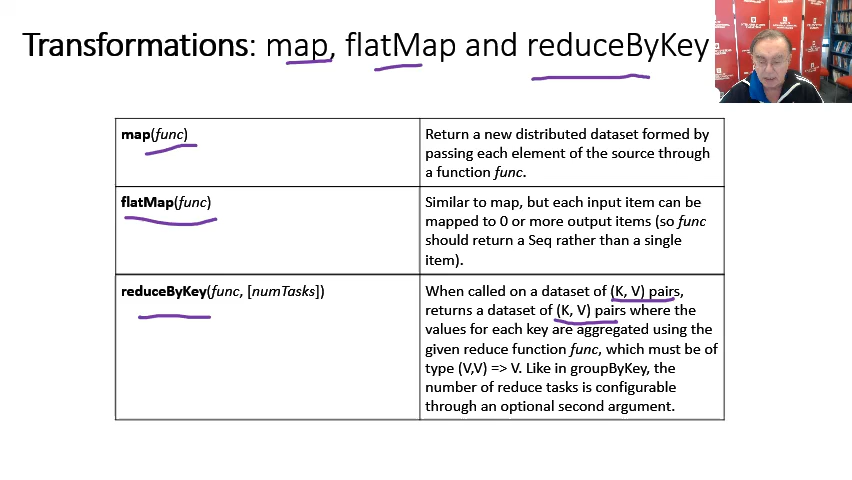 Transformations: map, flatMap and reduceByKey
map(func)
Return a new distributed dataset formed by
passing each element of the source through
a function func.
flatMap(func)
Similar to map, but each input item can be
mapped to 0 or more output items (so func
should return a Seq rather than a single
item).
reduceByKey(func, [numTasks])
When called on a dataset of (K, V) pairs,
returns a dataset of (K, V) pairs where the
values for each key are aggregated using the
given reduce function func, which must be of
type (V,V) => V. Like in groupByKey, the
number of reduce tasks is configurable
through an optional second argument.